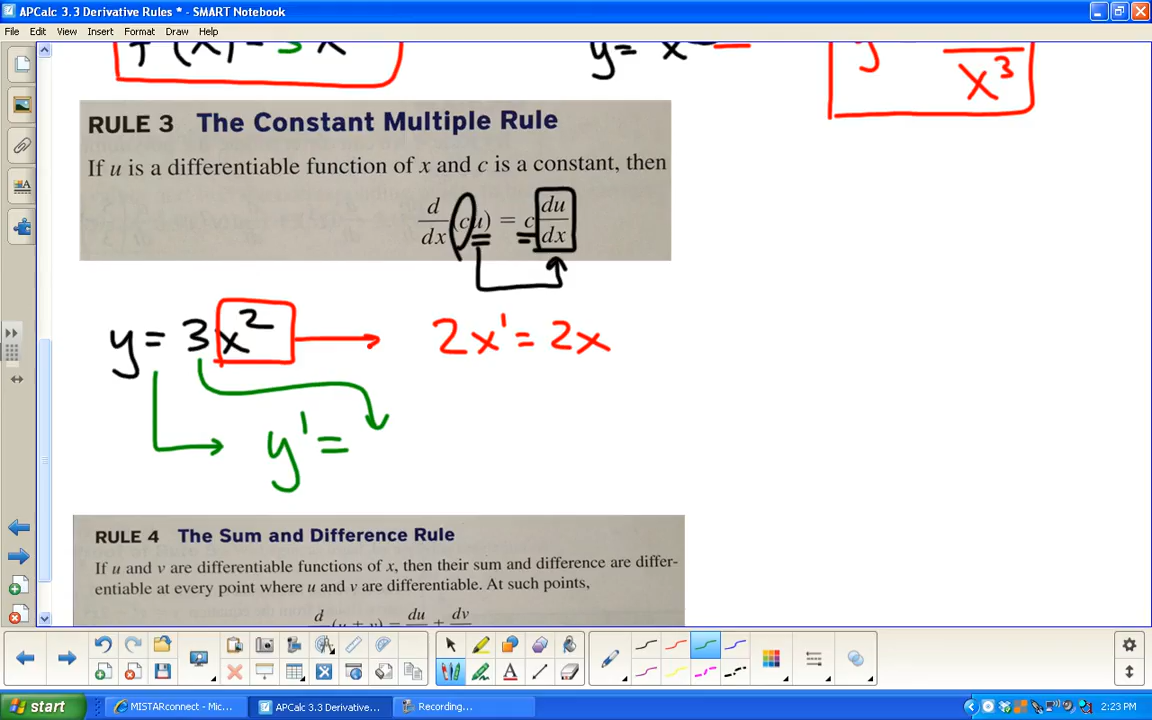 APCalc 3.3 Derivative Rules * - SMART Notebook
File Edit View Insert Format Tools Draw Help
y= x
x³
RULE 3 The Constant Multiple Rule
If u is a differentiable function of x and c is a constant, then
d/dx (cu) = c du/dx
y = 3x² 2x' = 2x
y' =
RULE 4 The Sum and Difference Rule
If u and v are differentiable functions of x, then their sum and difference are differ-
entiable at every point where u and v are differentiable. At such points,
start MISTARconnect - Mic... APCalc 3.3 Derivative... Recording... 2:23 PM